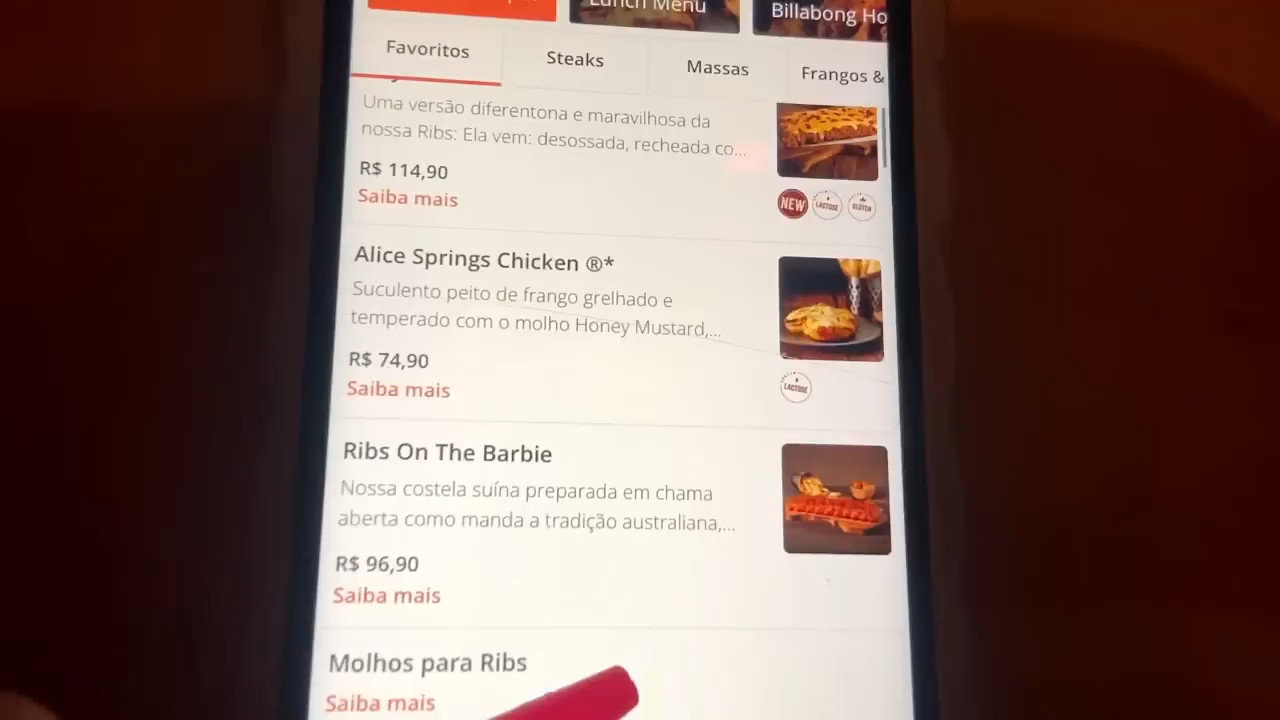 Lunch Menu
Billabong Ho
Favoritos
Steaks
Massas
Frangos &
Uma versão diferentona e maravilhosa da
nossa Ribs: Ela vem: desossada, recheada co...
R$ 114,90
Saiba mais
NEW
LACTOSE
GLÚTEN
Alice Springs Chicken ®*
Suculento peito de frango grelhado e
temperado com o molho Honey Mustard,...
R$ 74,90
Saiba mais
LACTOSE
Ribs On The Barbie
Nossa costela suína preparada em chama
aberta como manda a tradição australiana,...
R$ 96,90
Saiba mais
Molhos para Ribs
Saiba mais